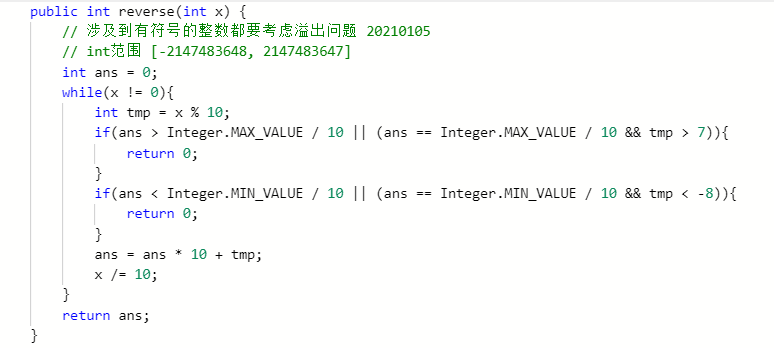 public int reverse(int x) {
    // 涉及到有符号的整数都要考虑溢出问题 20210105
    // int范围 [-2147483648, 2147483647]
    int ans = 0;
    while(x != 0){
        int tmp = x % 10;
        if(ans > Integer.MAX_VALUE / 10 || (ans == Integer.MAX_VALUE / 10 && tmp > 7)){
            return 0;
        }
        if(ans < Integer.MIN_VALUE / 10 || (ans == Integer.MIN_VALUE / 10 && tmp < -8)){
            return 0;
        }
        ans = ans * 10 + tmp;
        x /= 10;
    }
    return ans;
}